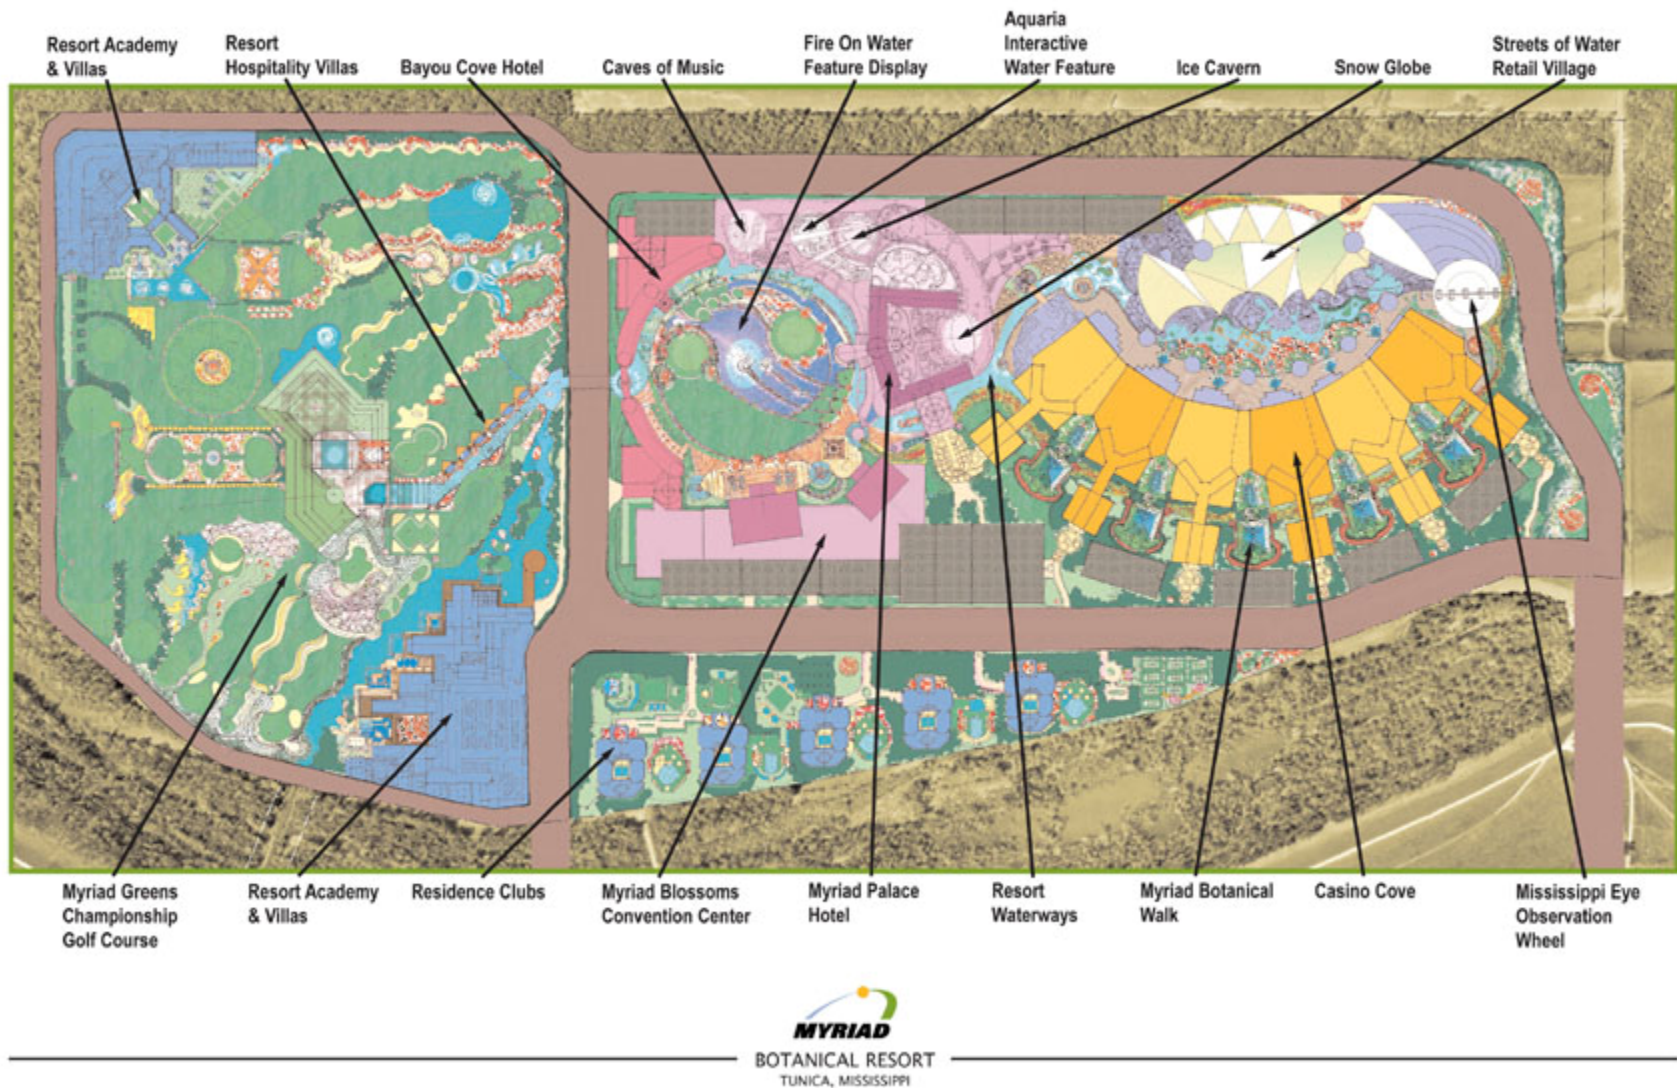 Resort Academy
& Villas
Resort
Hospitality Villas
Bayou Cove Hotel
Caves of Music
Fire On Water
Feature Display
Aquaria
Interactive
Water Feature
Ice Cavern
Snow Globe
Streets of Water
Retail Village
Myriad Greens
Championship
Golf Course
Resort Academy
& Villas
Residence Clubs
Myriad Blossoms
Convention Center
Myriad Palace
Hotel
Resort
Waterways
Myriad Botanical
Walk
Casino Cove
Mississippi Eye
Observation
Wheel
MYRIAD
BOTANICAL RESORT
TUNICA, MISSISSIPPI